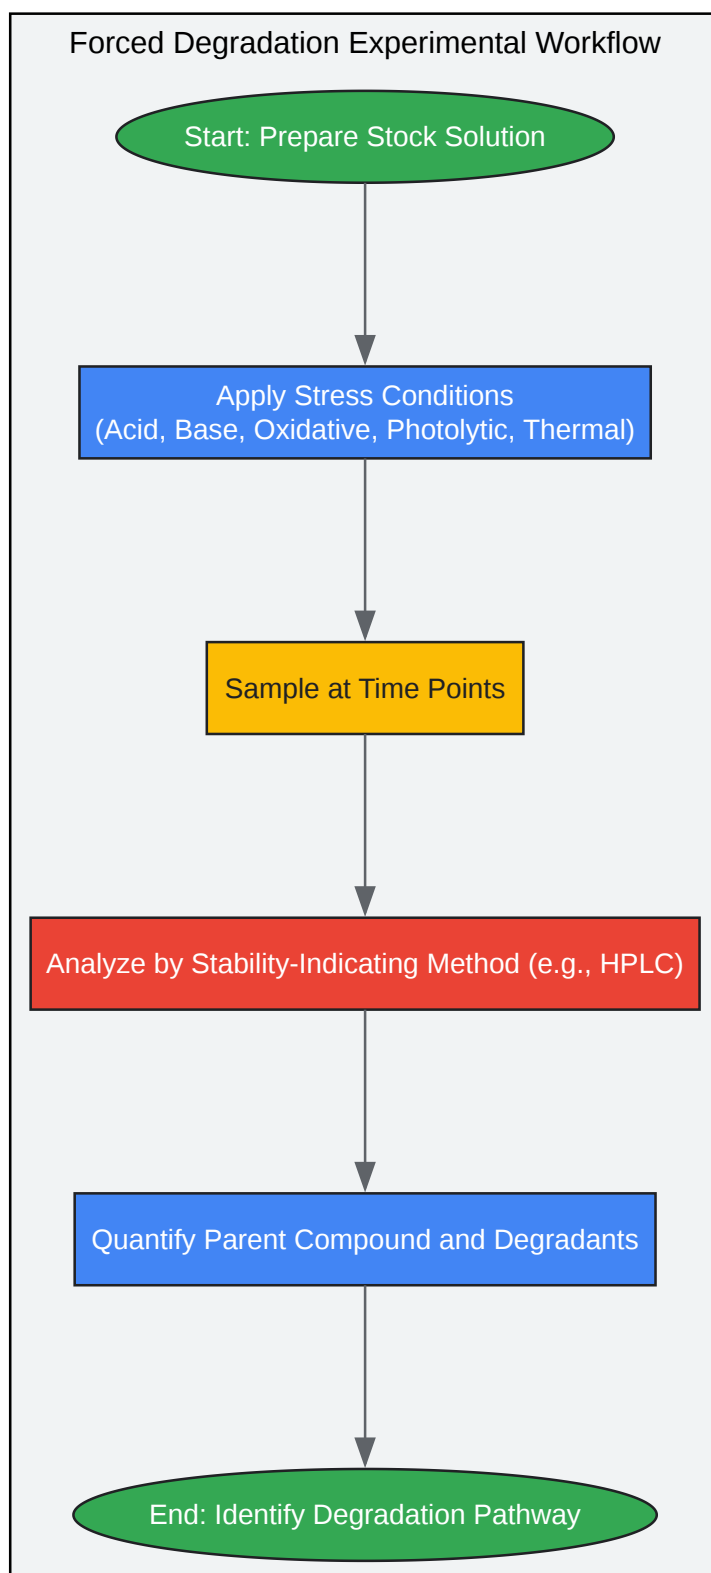 Forced Degradation Experimental Workflow
Start: Prepare Stock Solution
Apply Stress Conditions
(Acid, Base, Oxidative, Photolytic, Thermal)
Sample at Time Points
Analyze by Stability-Indicating Method (e.g., HPLC)
Quantify Parent Compound and Degradants
End: Identify Degradation Pathway